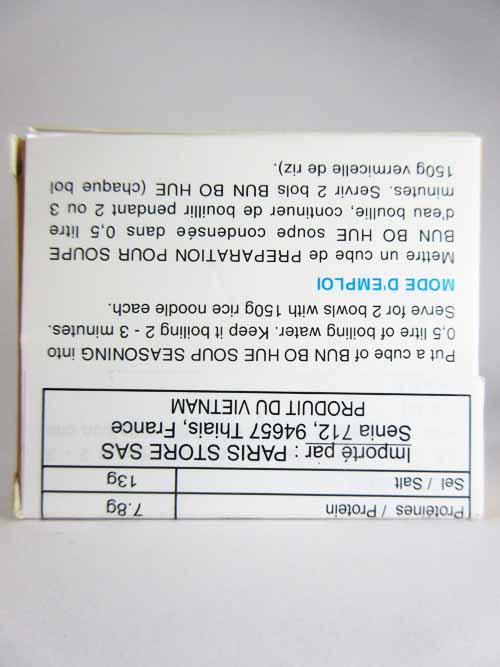 Protéines / Protein 7.8g
Sel / Salt 13g
Importé par : PARIS STORE SAS
Senia 712, 94657 Thiais, France
PRODUIT DU VIETNAM
Put a cube of BUN BO HUE SOUP SEASONING into
0,5 litre of boiling water. Keep it boiling 2 - 3 minutes.
Serve for 2 bowls with 150g rice noodle each.
MODE D'EMPLOI
Mettre un cube de PREPARATION POUR SOUPE
BUN BO HUE soupe condensée dans 0,5 litre
d'eau bouillie, continuer de bouillir pendant 2 ou 3
minutes. Servir 2 bols BUN BO HUE (chaque bol
150g vermicelle de riz).